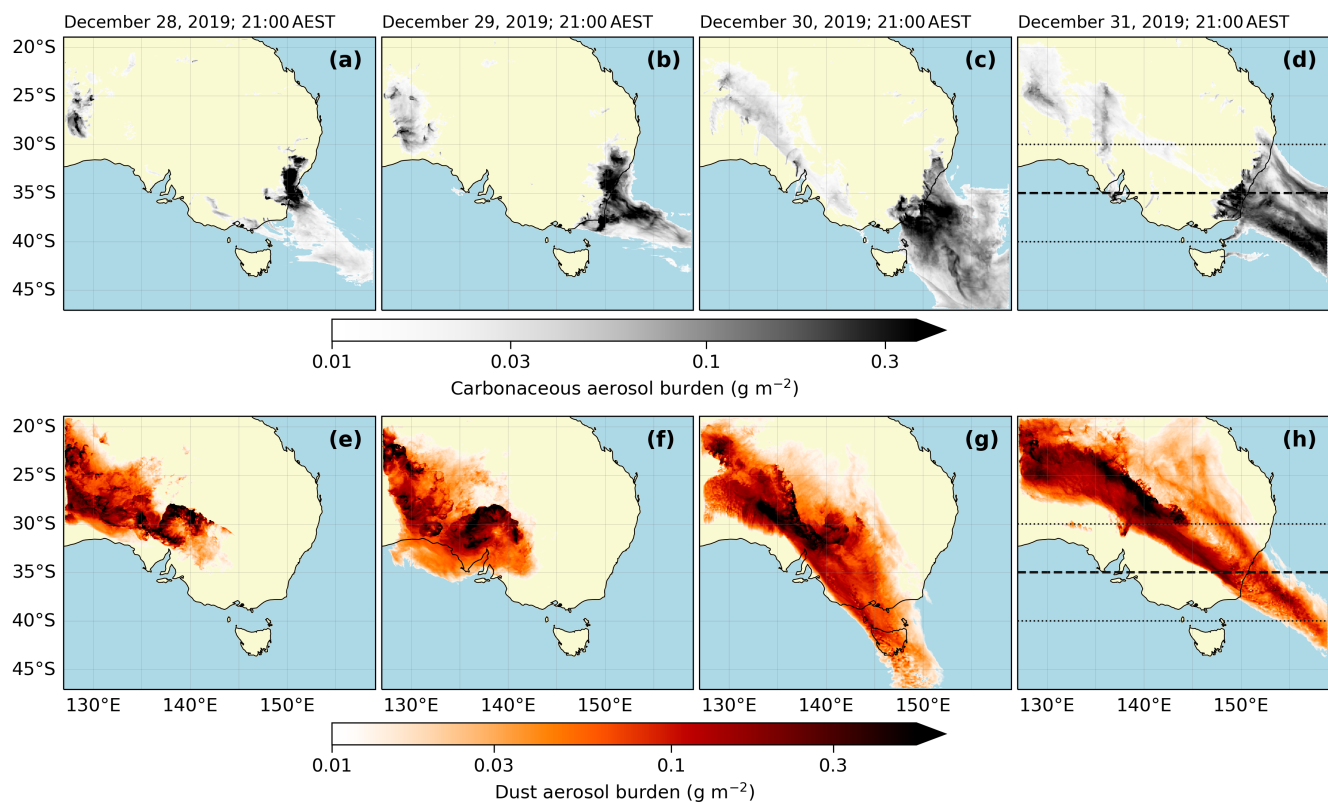 December 28, 2019; 21:00 AEST
December 29, 2019; 21:00 AEST
December 30, 2019; 21:00 AEST
December 31, 2019; 21:00 AEST
20°S
25°S
30°S
35°S
40°S
45°S
(a)
(b)
(c)
(d)
0.01 0.03 0.1 0.3
Carbonaceous aerosol burden (g m⁻²)
20°S
25°S
30°S
35°S
40°S
45°S
(e)
(f)
(g)
(h)
130°E 140°E 150°E
130°E 140°E 150°E
130°E 140°E 150°E
130°E 140°E 150°E
0.01 0.03 0.1 0.3
Dust aerosol burden (g m⁻²)